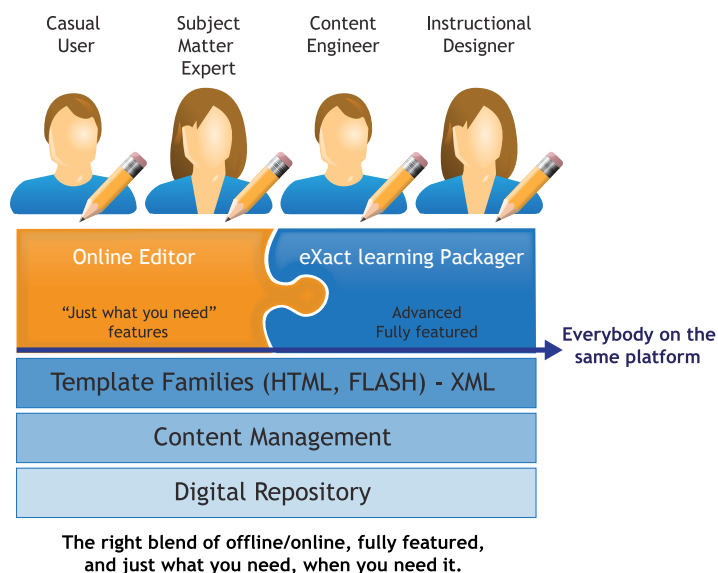 Casual
User
Subject
Matter
Expert
Content
Engineer
Instructional
Designer
Online Editor
eXact learning Packager
“Just what you need”
features
Advanced
Fully featured
Everybody on the
same platform
Template Families (HTML, FLASH) - XML
Content Management
Digital Repository
The right blend of offline/online, fully featured,
and just what you need, when you need it.